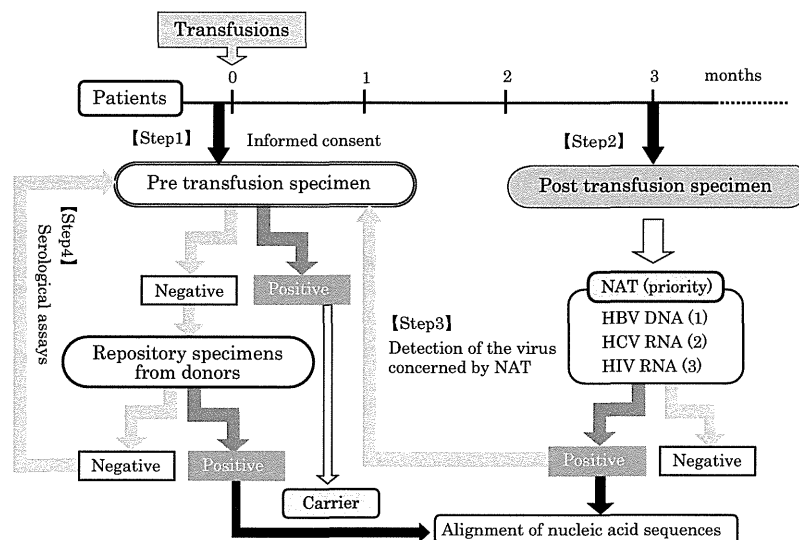 Transfusions
0 1 2 3 months
Patients
【Step1】 Informed consent
【Step2】
Pre transfusion specimen
Post transfusion specimen
【Step4】
Serological assays
Negative
Positive
NAT (priority)
HBV DNA (1)
HCV RNA (2)
HIV RNA (3)
【Step3】
Detection of the virus
concerned by NAT
Repository specimens
from donors
Negative
Positive
Positive
Negative
Carrier
Alignment of nucleic acid sequences